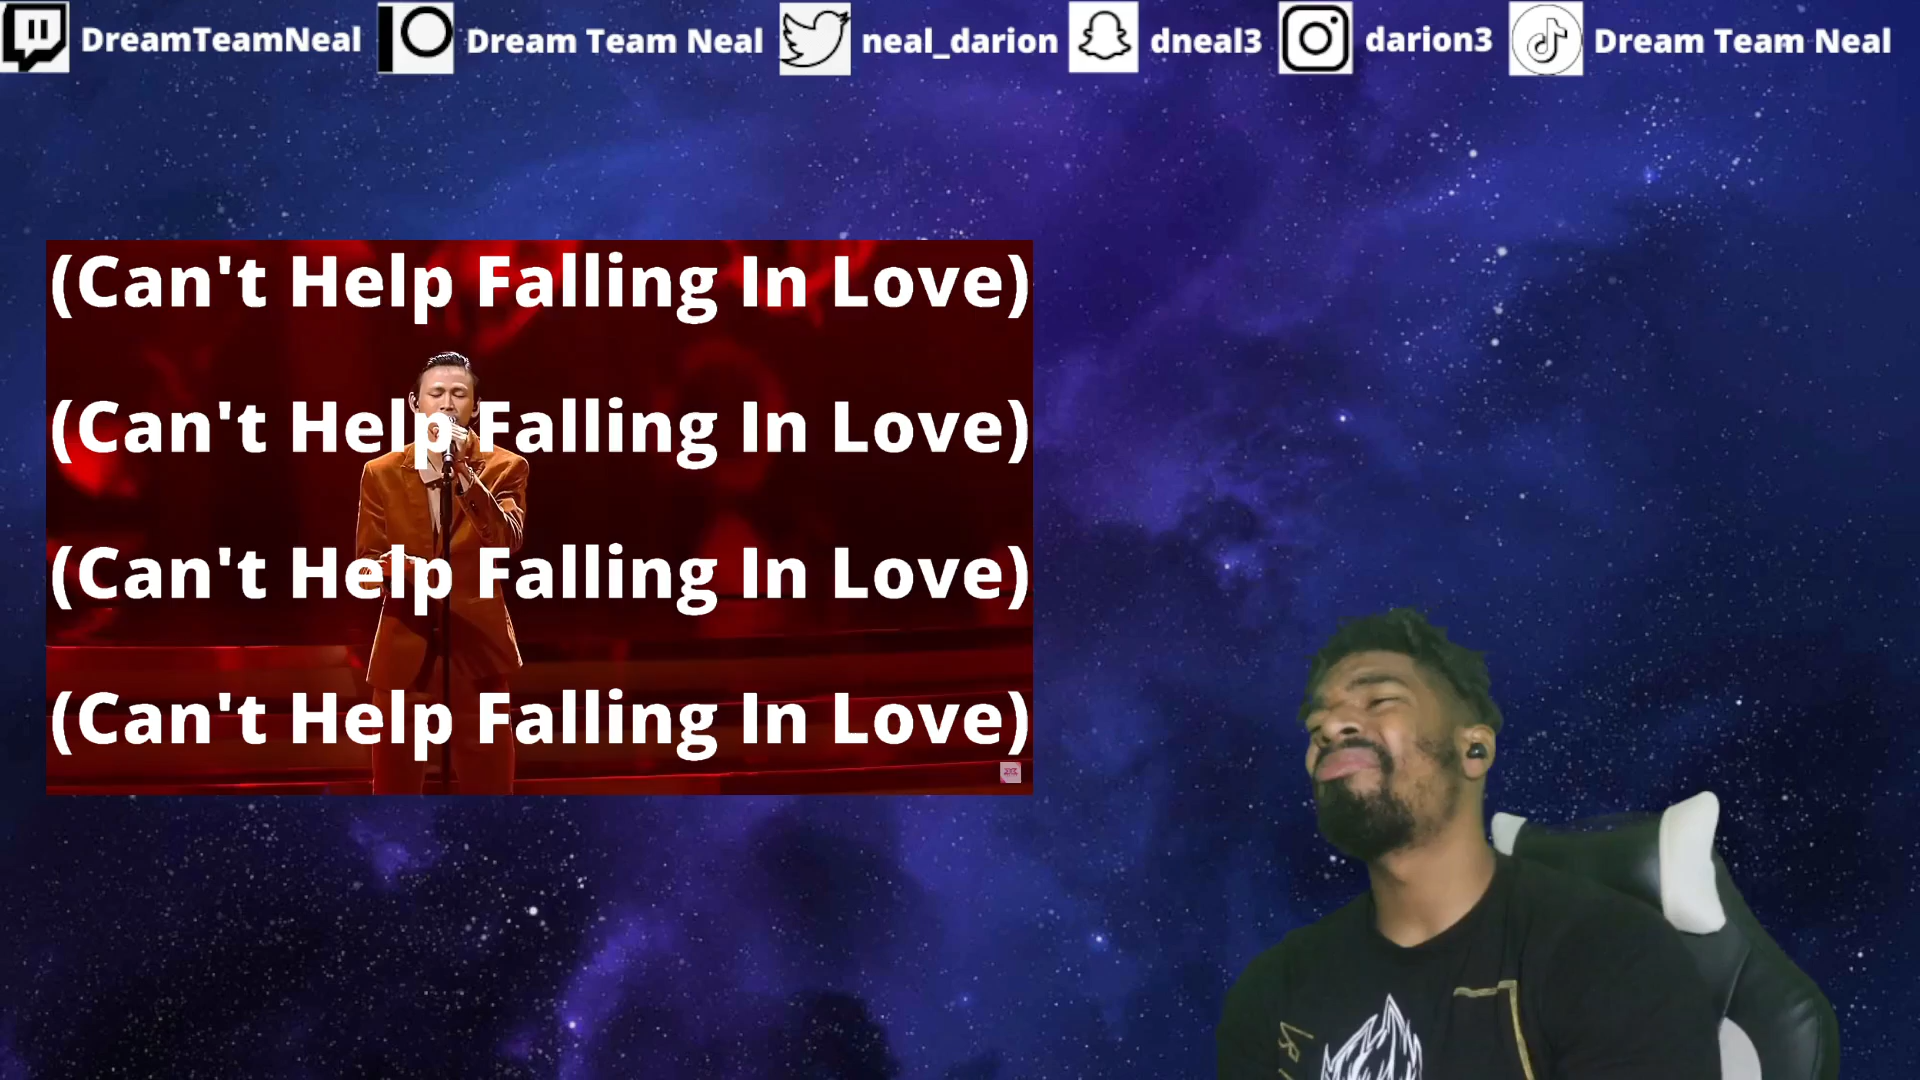 DreamTeamNeal Dream Team Neal neal_darion dneal3 darion3 Dream Team Neal
(Can't Help Falling In Love)
(Can't Help Falling In Love)
(Can't Help Falling In Love)
(Can't Help Falling In Love)